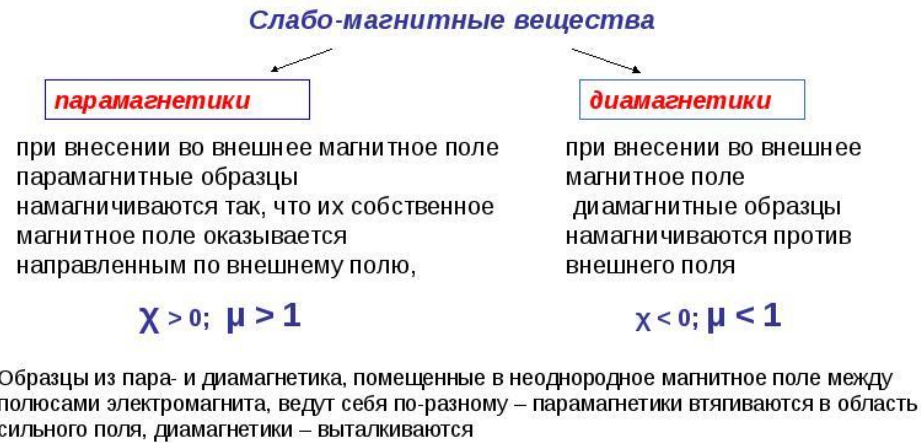 Слабо-магнитные вещества
парамагнетики
при внесении во внешнее магнитное поле
парамагнитные образцы
намагничиваются так, что их собственное
магнитное поле оказывается
направленным по внешнему полю,
χ > 0; μ > 1
диамагнетики
при внесении во внешнее
магнитное поле
диамагнитные образцы
намагничиваются против
внешнего поля
χ < 0; μ < 1
Образцы из пара- и диамагнетика, помещенные в неоднородное магнитное поле между
полюсами электромагнита, ведут себя по-разному – парамагнетики втягиваются в область
сильного поля, диамагнетики – выталкиваются